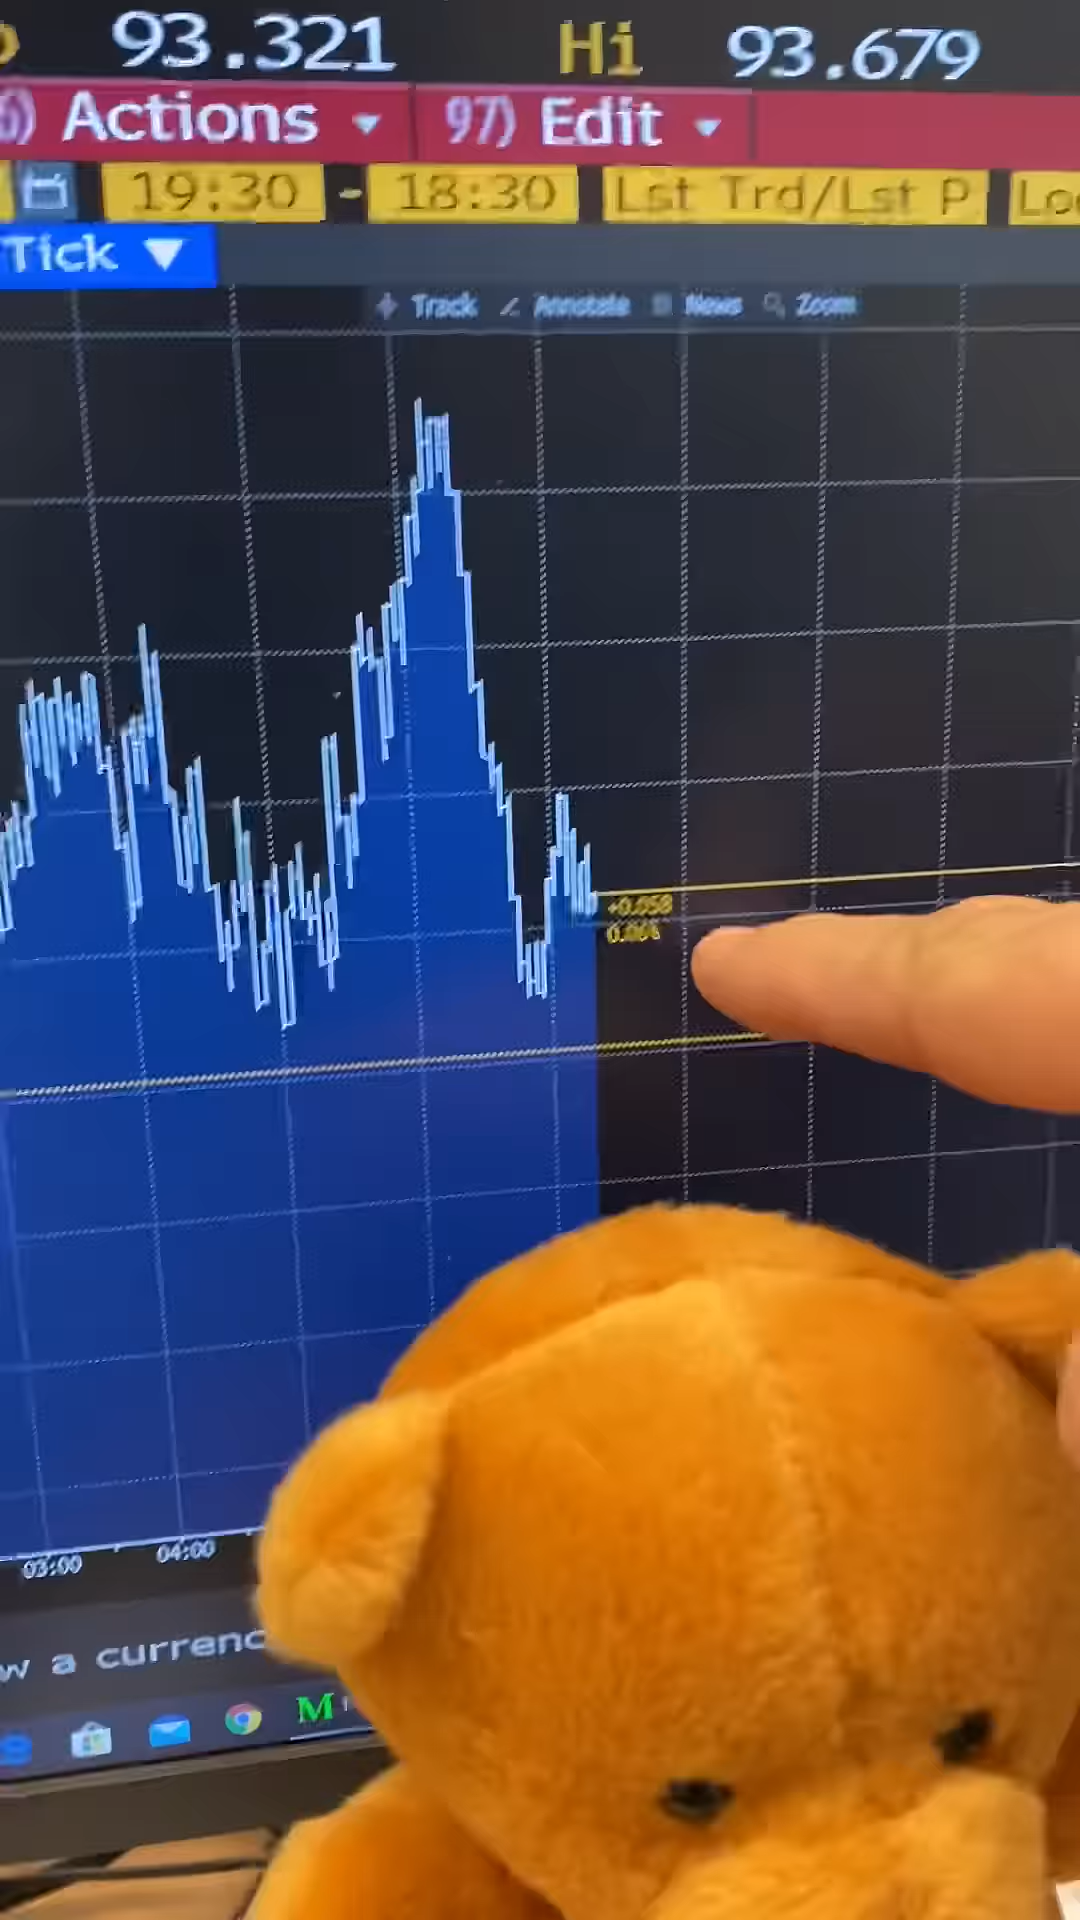 93.321 Hi 93.679
Actions 97) Edit
19:30 - 18:30 Lst Trd/Lst P
Tick
Track Annotate News Zoom
+0.058
03:00 04:00
a
M